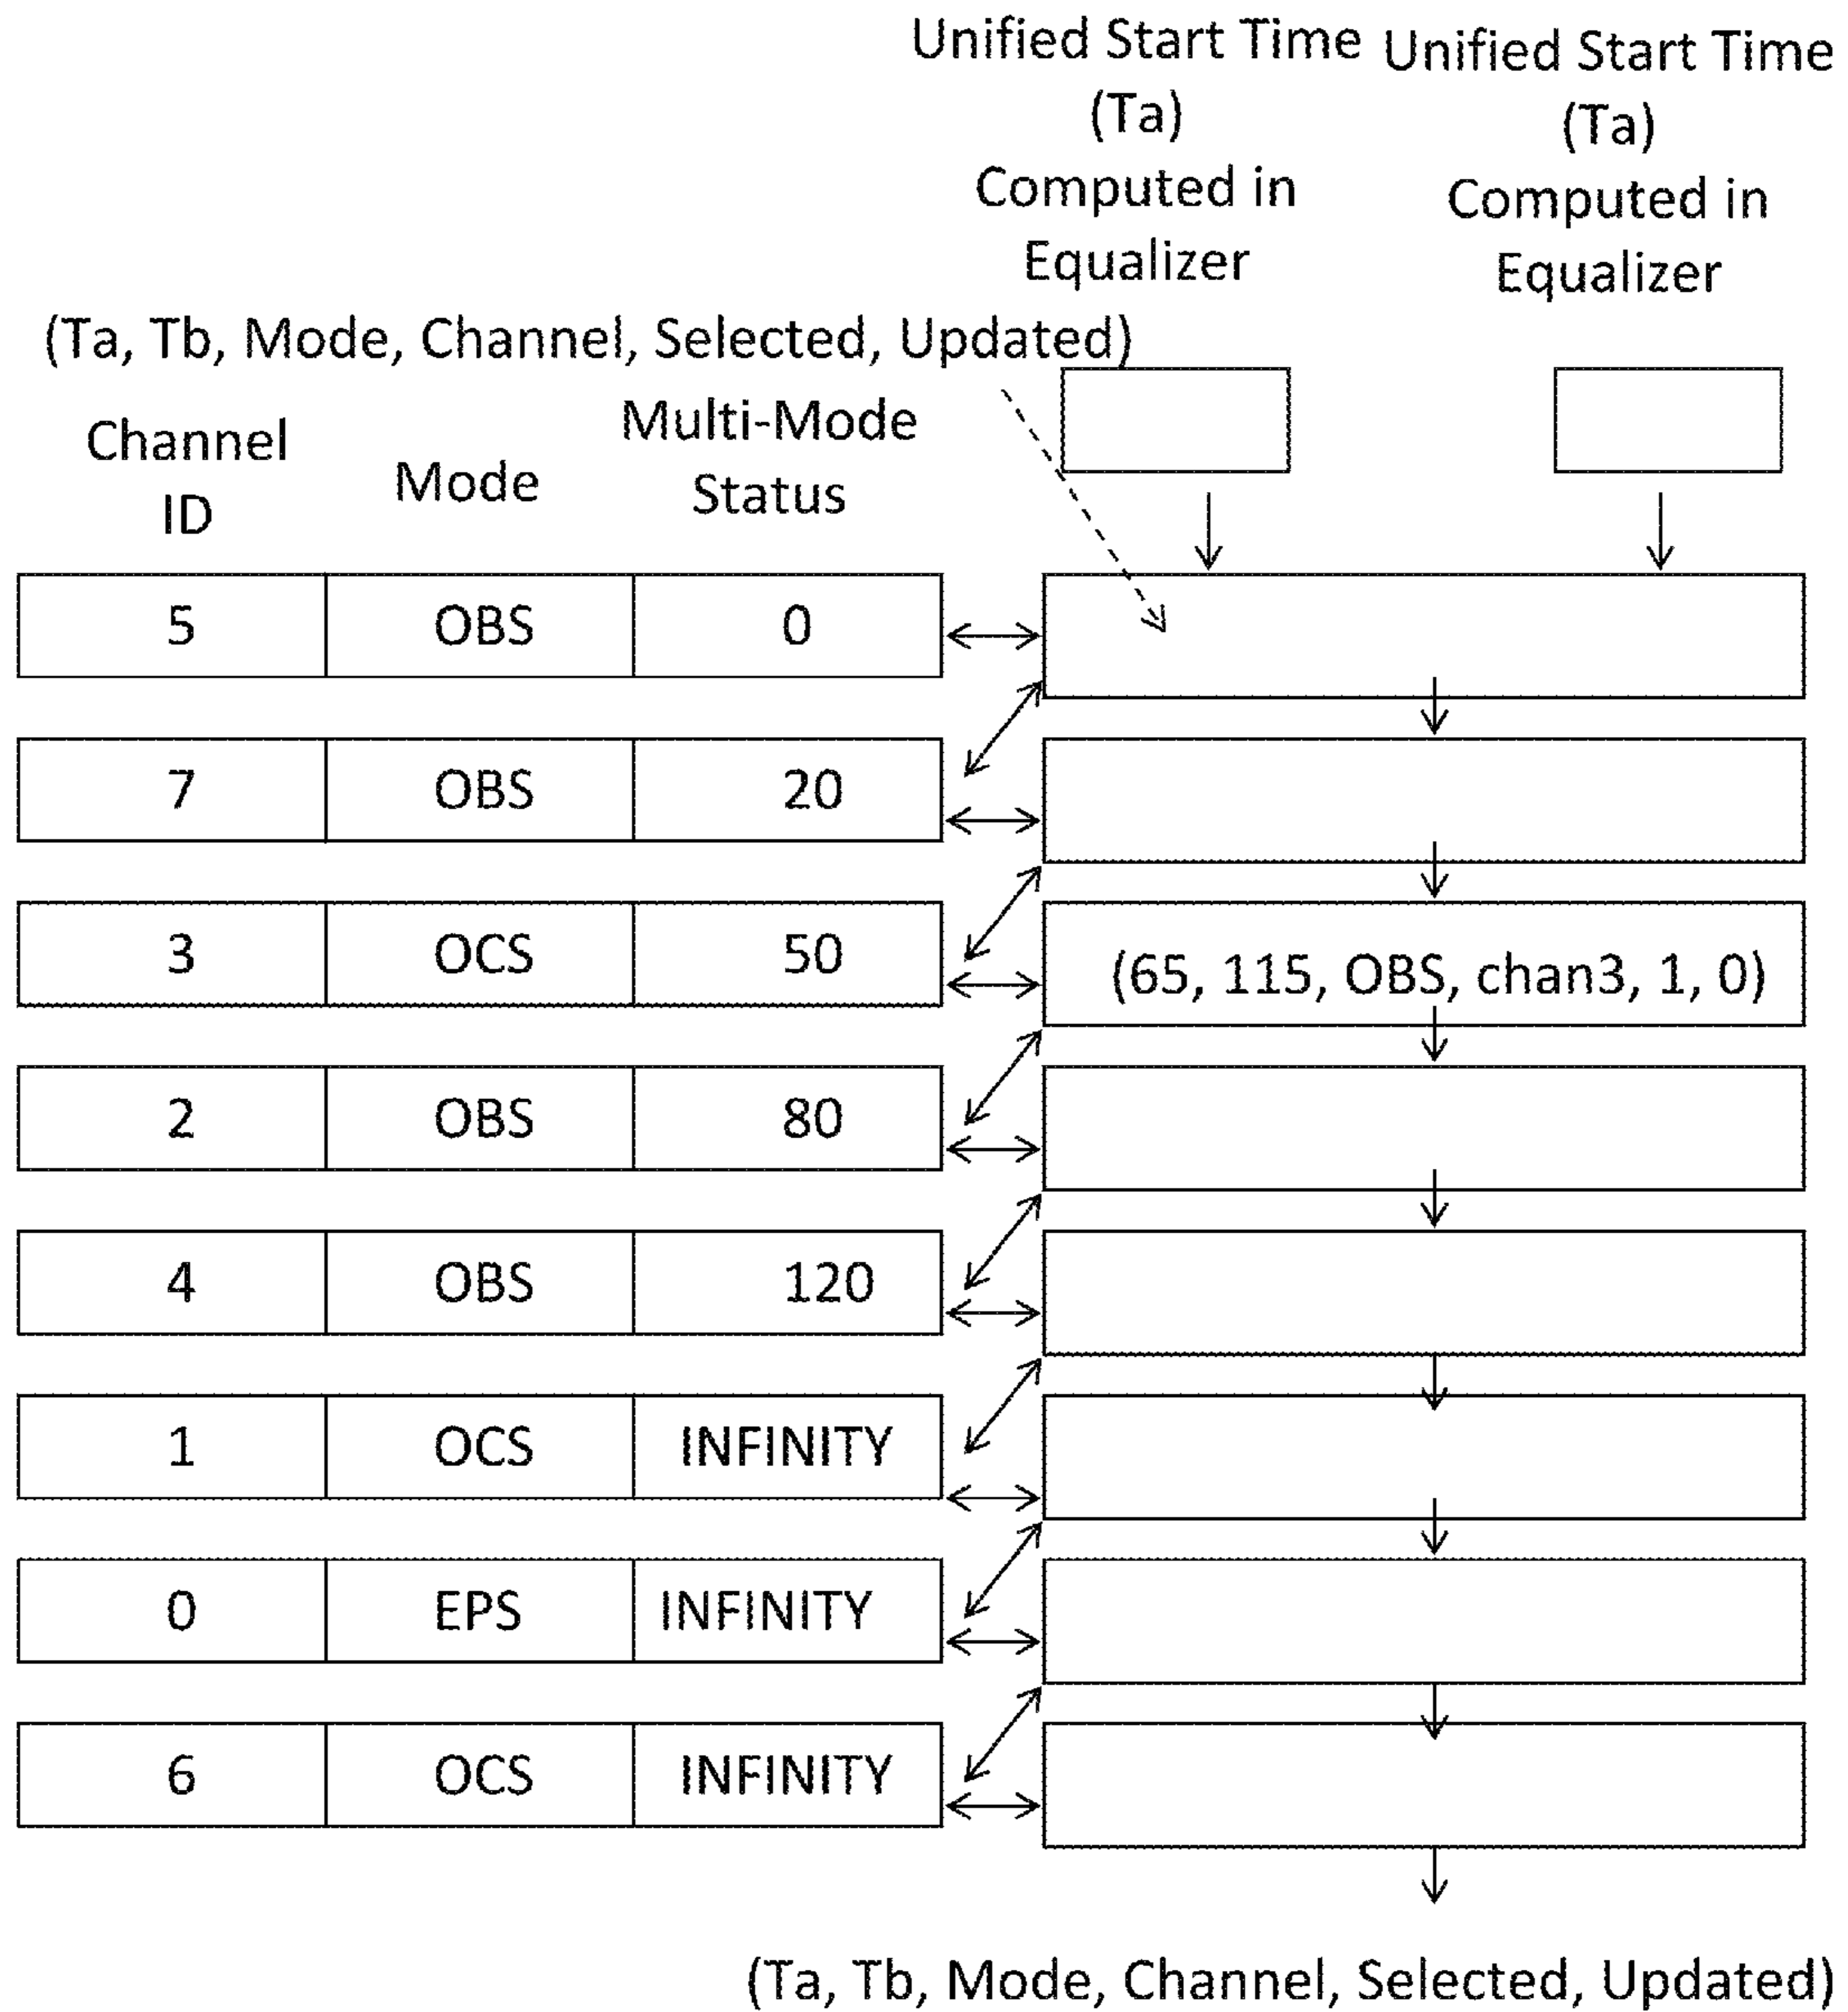 Unified Start Time
(Ta)
Computed in
Equalizer
Unified Start Time
(Ta)
Computed in
Equalizer
(Ta, Tb, Mode, Channel, Selected, Updated)
Channel
ID
Mode
Multi-Mode
Status
5 OBS 0
7 OBS 20
3 OCS 50
(65, 115, OBS, chan3, 1, 0)
2 OBS 80
4 OBS 120
1 OCS INFINITY
0 EPS INFINITY
6 OCS INFINITY
(Ta, Tb, Mode, Channel, Selected, Updated)